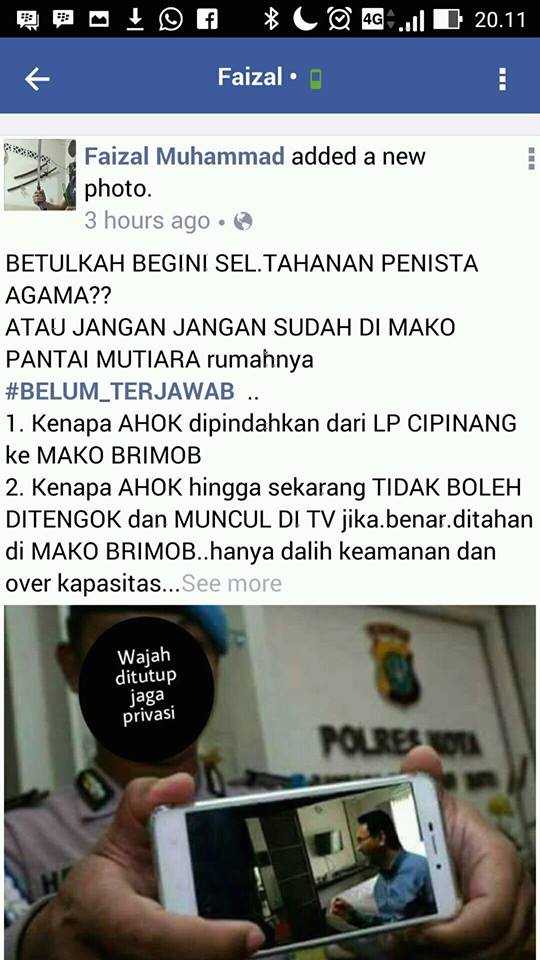 4G
20.11
Faizal •
Faizal Muhammad added a new
photo.
3 hours ago •
BETULKAH BEGINI SEL.TAHANAN PENISTA
AGAMA??
ATAU JANGAN JANGAN SUDAH DI MAKO
PANTAI MUTIARA rumahnya
#BELUM_TERJAWAB ..
1. Kenapa AHOK dipindahkan dari LP CIPINANG
ke MAKO BRIMOB
2. Kenapa AHOK hingga sekarang TIDAK BOLEH
DITENGOK dan MUNCUL DI TV jika.benar.ditahan
di MAKO BRIMOB..hanya dalih keamanan dan
over kapasitas...See more
Wajah
ditutup
jaga
privasi
POLRES KOTA